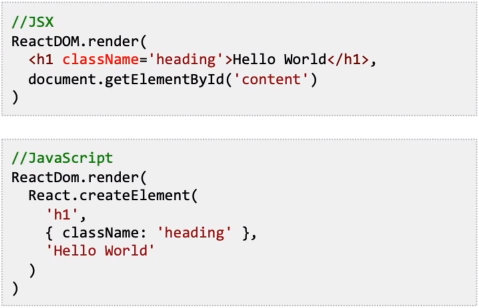 //JSX
ReactDOM.render(
  <h1 className='heading'>Hello World</h1>,
  document.getElementById('content')
)
//JavaScript
ReactDom.render(
  React.createElement(
    'h1',
    { className: 'heading' },
    'Hello World'
  )
)